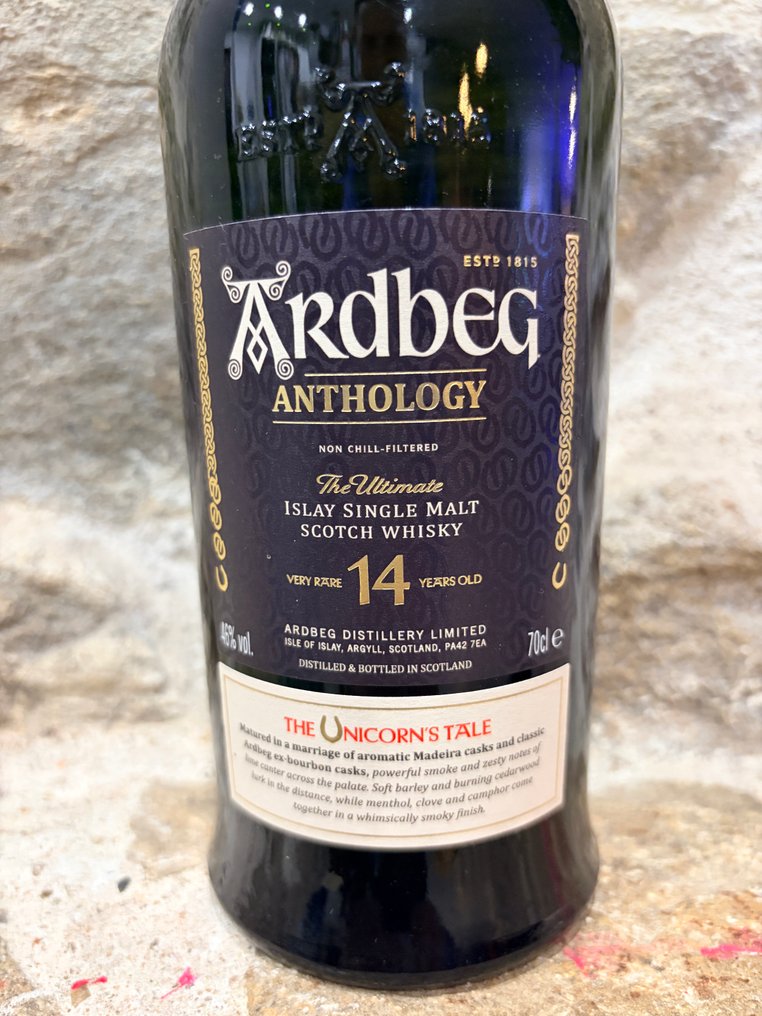 ESTD 1815
ESTD 1815
ARdbEG
ANTHOLOGY
NON CHILL-FILTERED
The Ultimate
ISLAY SINGLE MALT
SCOTCH WHISKY
VERY RARE 14 YEARS OLD
46% vol.
ARDBEG DISTILLERY LIMITED
ISLE OF ISLAY, ARGYLL, SCOTLAND, PA42 7EA
70cl e
DISTILLED & BOTTLED IN SCOTLAND
THE UNICORN'S TALE
Matured in a marriage of aromatic Madeira casks and classic
Ardbeg ex-bourbon casks, powerful smoke and zesty notes of
lime canter across the palate. Soft barley and burning cedarwood
lurk in the distance, while menthol, clove and camphor come
together in a whimsically smoky finish.